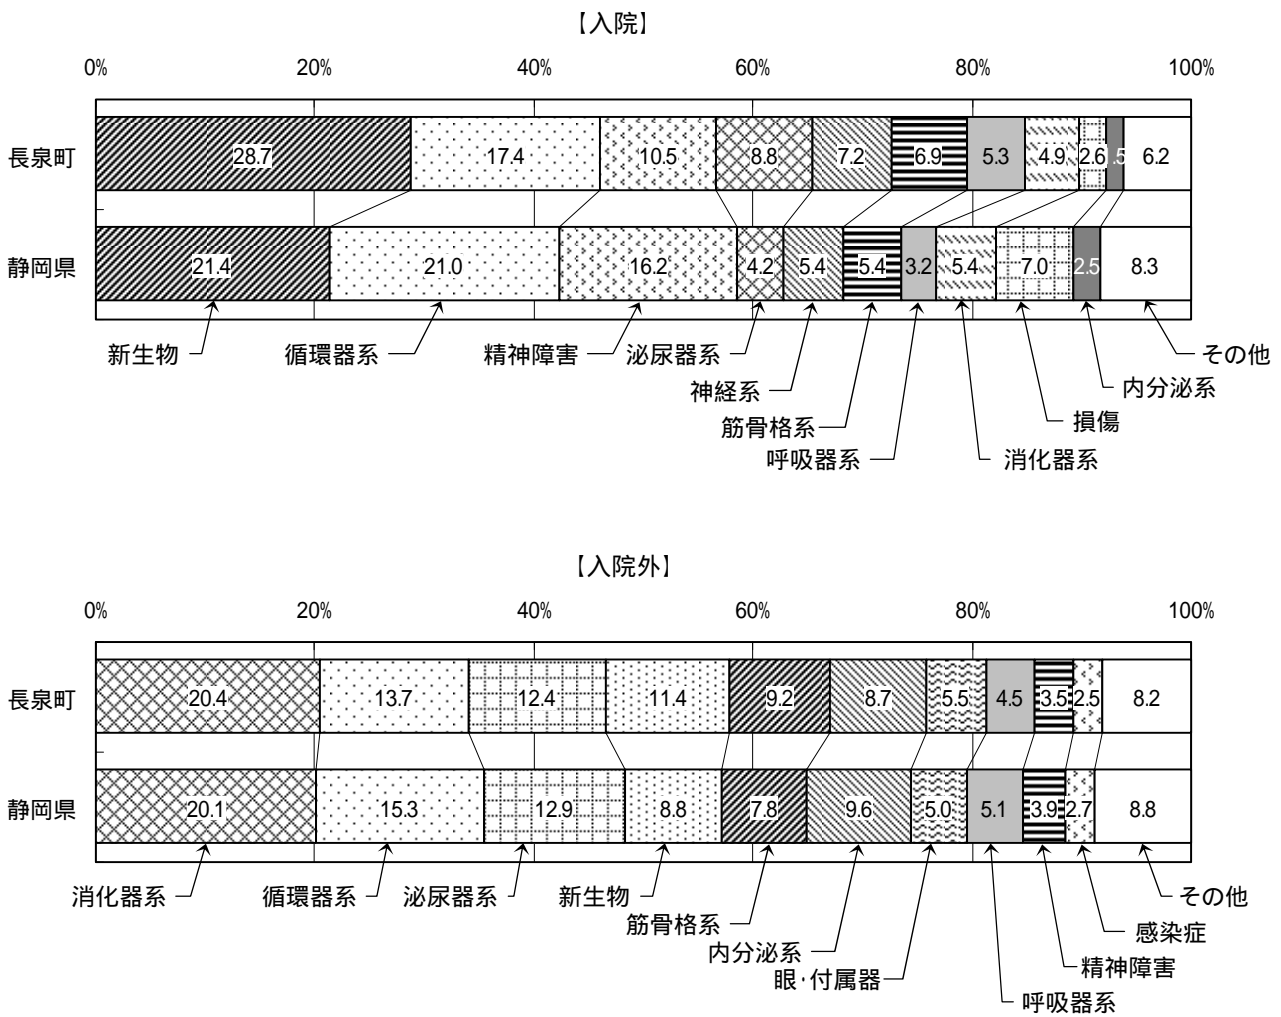 【入院】
0% 20% 40% 60% 80% 100%
長泉町 28.7 17.4 10.5 8.8 7.2 6.9 5.3 4.9 2.6 .5 6.2
静岡県 21.4 21.0 16.2 4.2 5.4 5.4 3.2 5.4 7.0 2.5 8.3
新生物 循環器系 精神障害 泌尿器系 その他
神経系 内分泌系
筋骨格系 損傷
呼吸器系 消化器系
【入院外】
0% 20% 40% 60% 80% 100%
長泉町 20.4 13.7 12.4 11.4 9.2 8.7 5.5 4.5 3.5 2.5 8.2
静岡県 20.1 15.3 12.9 8.8 7.8 9.6 5.0 5.1 3.9 2.7 8.8
消化器系 循環器系 泌尿器系 新生物 その他
筋骨格系 感染症
内分泌系 精神障害
眼・付属器 呼吸器系